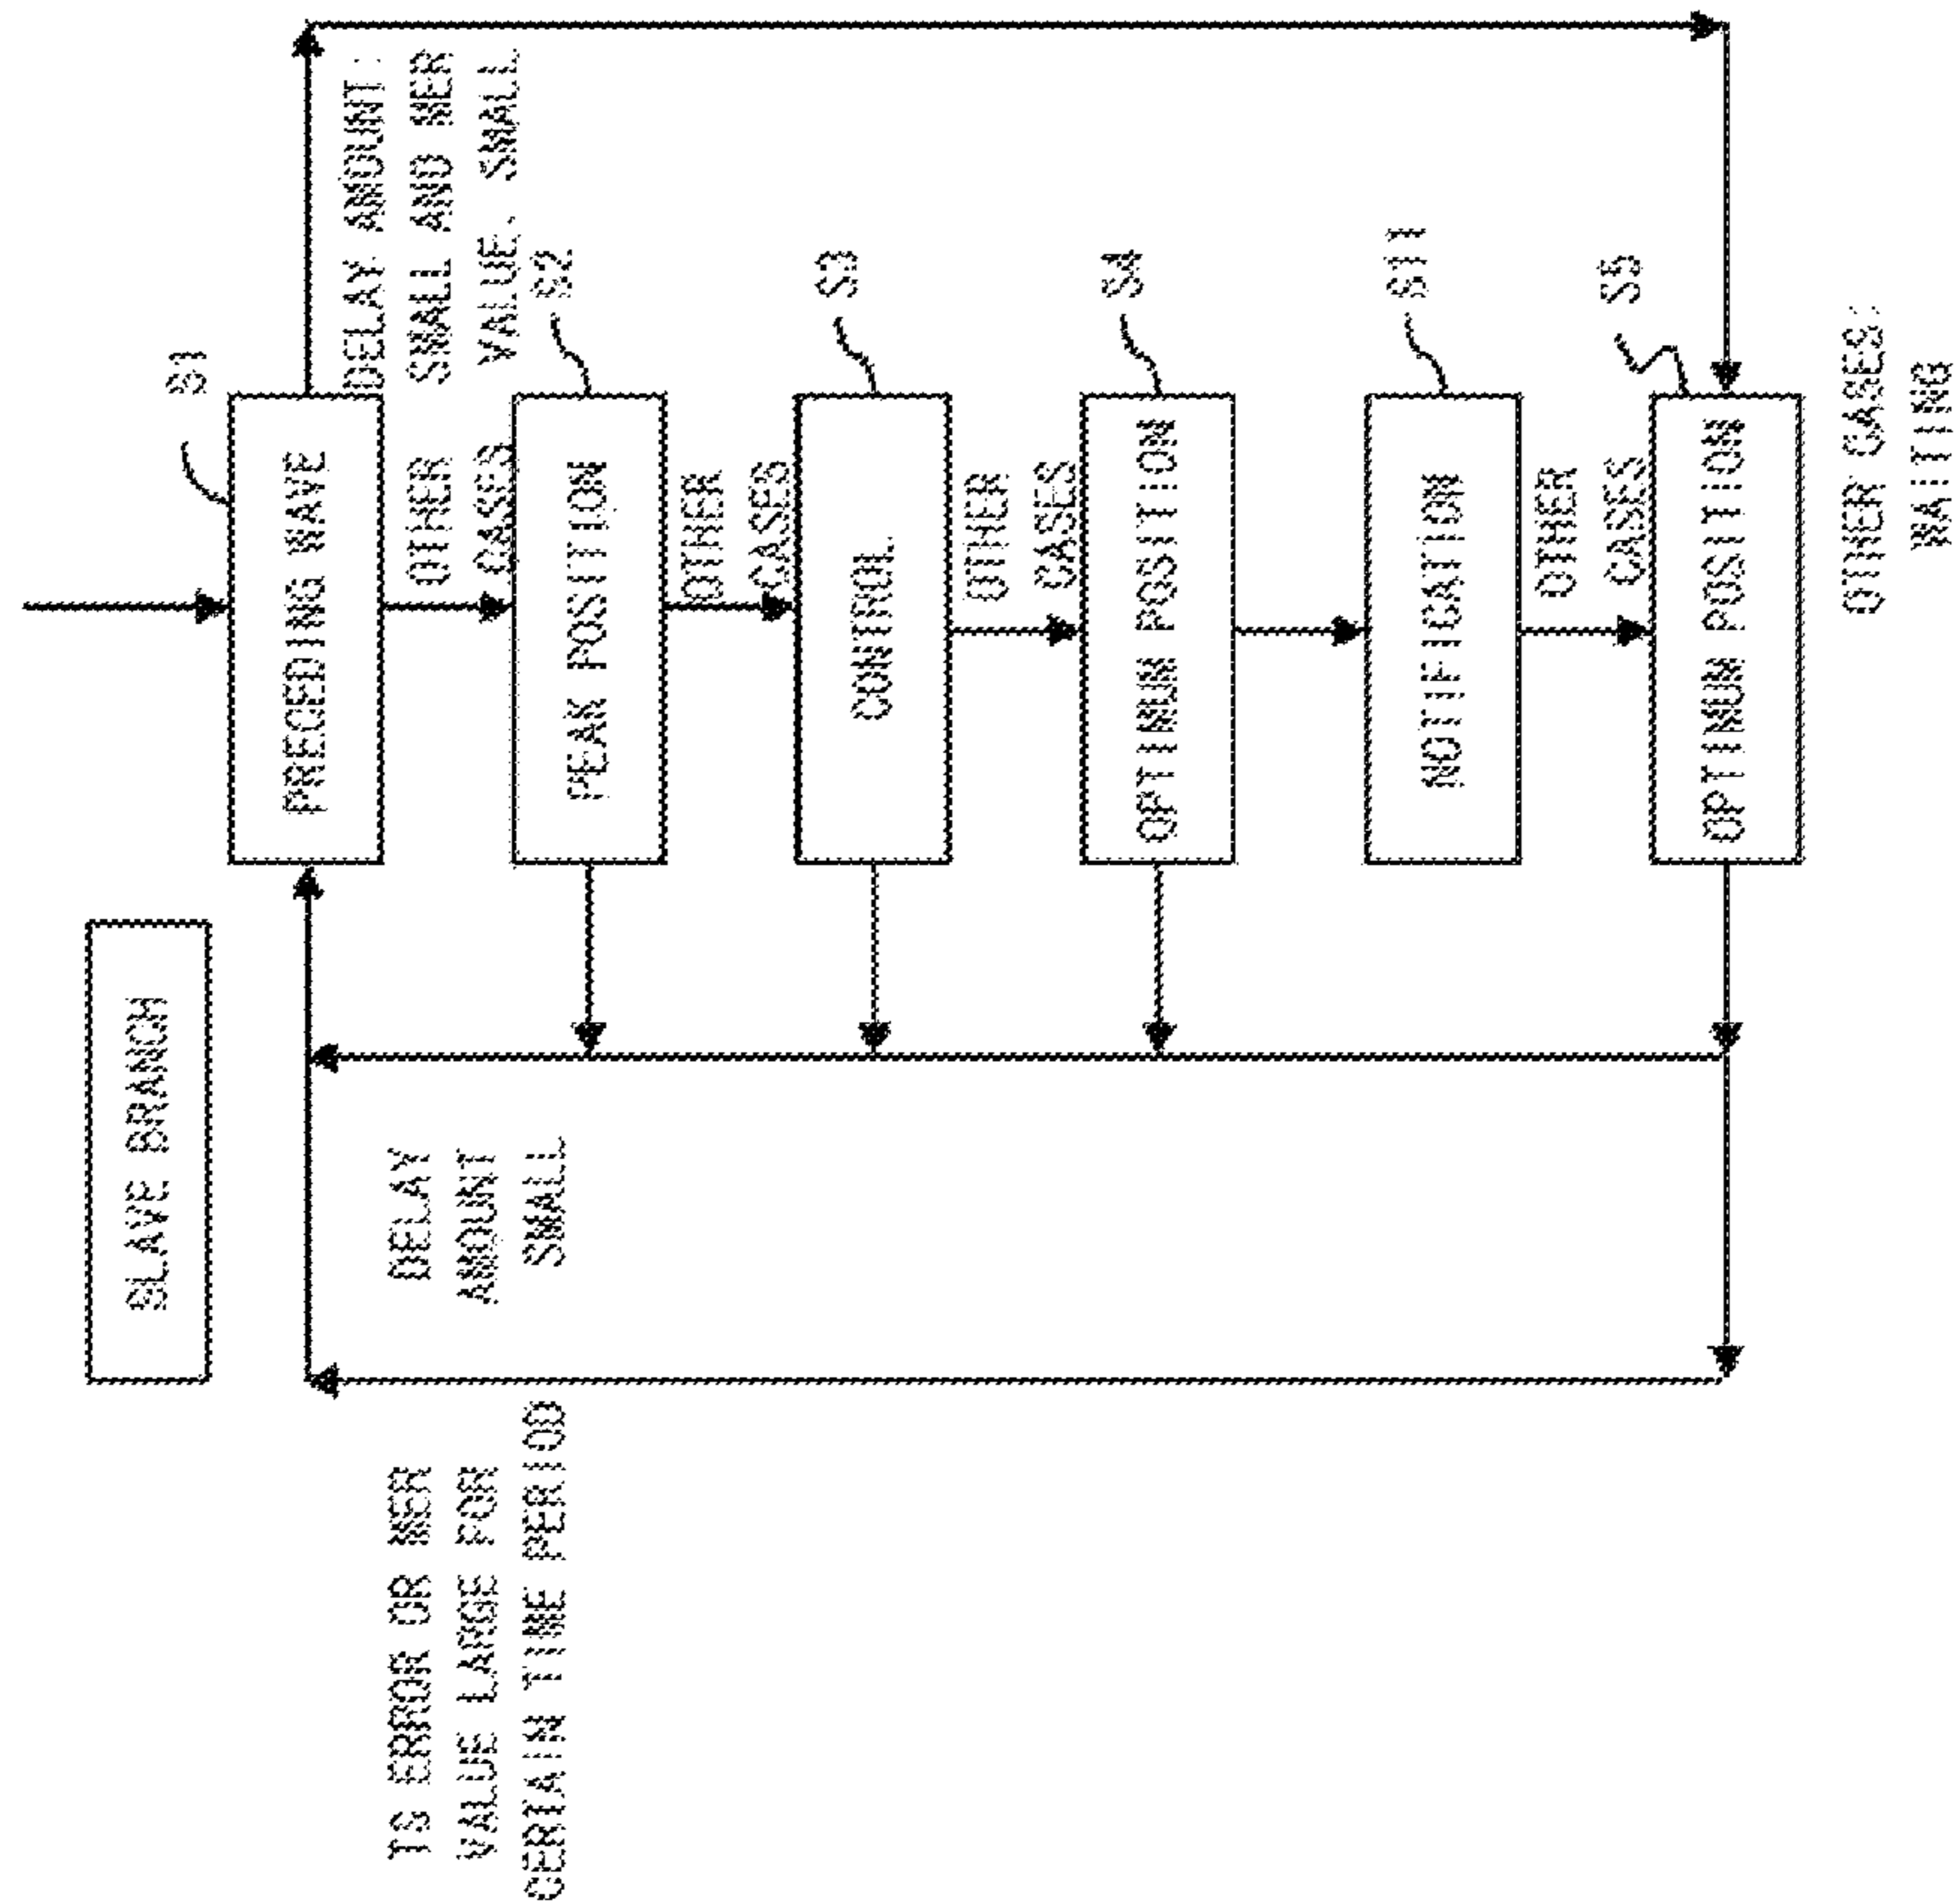 SLAVE BRANCH
S1
PRECEDING WAVE
DELAY AMOUNT:
SMALL AND MER
VALUE: SMALL
OTHER
CASES
S2
PEAK POSITION
OTHER
CASES
S3
CONTROL
OTHER
CASES
S4
OPTIMUM POSITION
S11
NOTIFICATION
OTHER
CASES
S5
OPTIMUM POSITION
OTHER CASES:
WAITING
DELAY
AMOUNT
SMALL
TS ERROR OR MER
VALUE LARGE FOR
CERTAIN TIME PERIOD